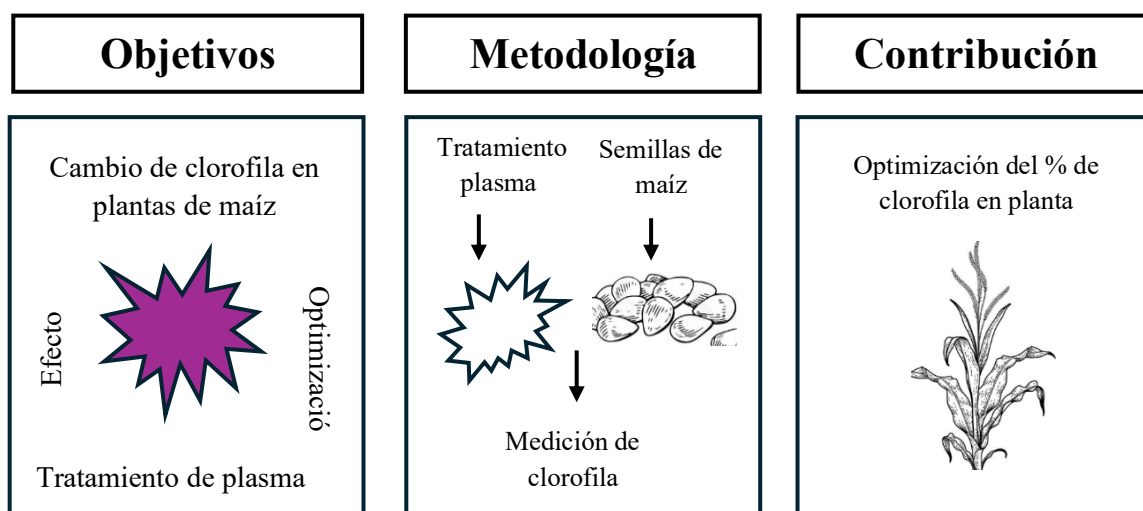 Objetivos
Metodología
Contribución
Cambio de clorofila en
plantas de maíz
Efecto
Optimizació
Tratamiento de plasma
Tratamiento
plasma
Semillas de
maíz
Medición de
clorofila
Optimización del % de
clorofila en planta